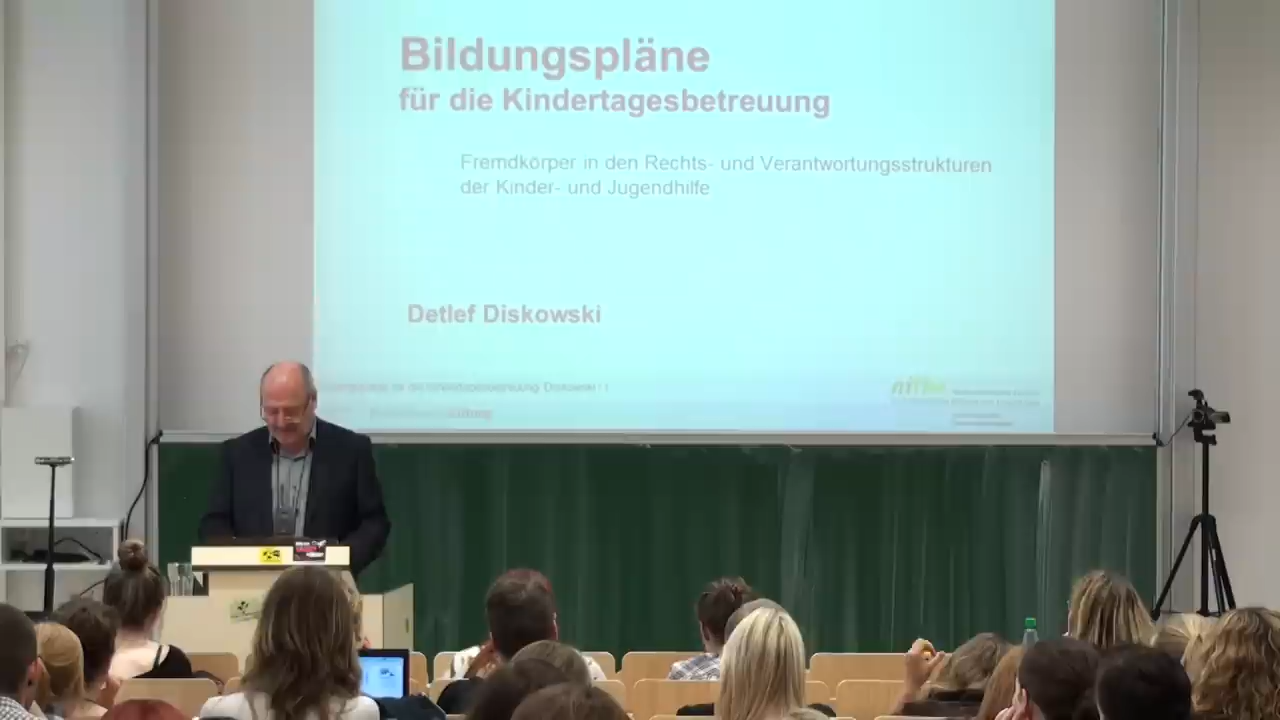 Bildungspläne
für die Kindertagesbetreuung
Fremdkörper in den Rechts- und Verantwortungsstrukturen
der Kinder- und Jugendhilfe
Detlef Diskowski